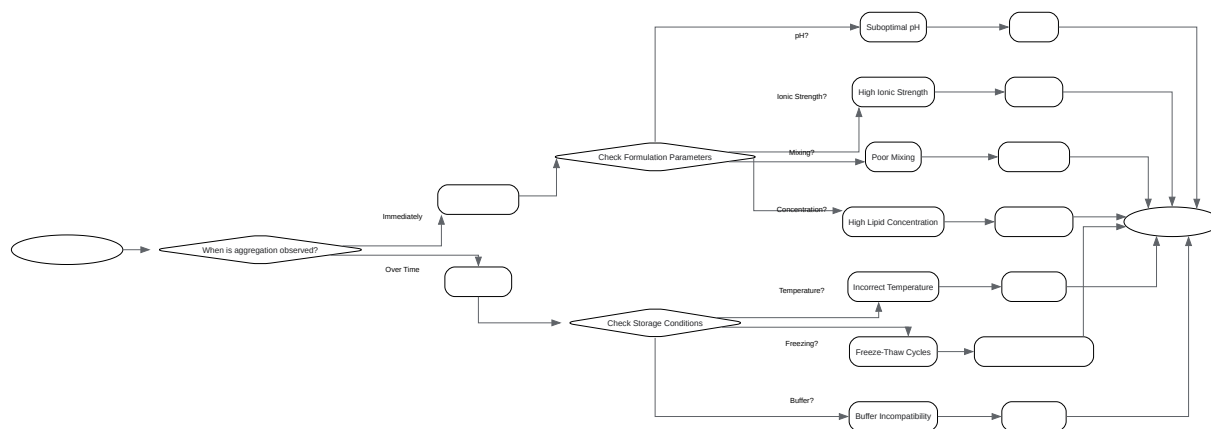 pH?
Suboptimal pH
Ionic Strength?
High Ionic Strength
Check Formulation Parameters
Mixing?
Poor Mixing
Immediately
Concentration?
High Lipid Concentration
When is aggregation observed?
Over Time
Temperature?
Incorrect Temperature
Check Storage Conditions
Freezing?
Freeze-Thaw Cycles
Buffer?
Buffer Incompatibility